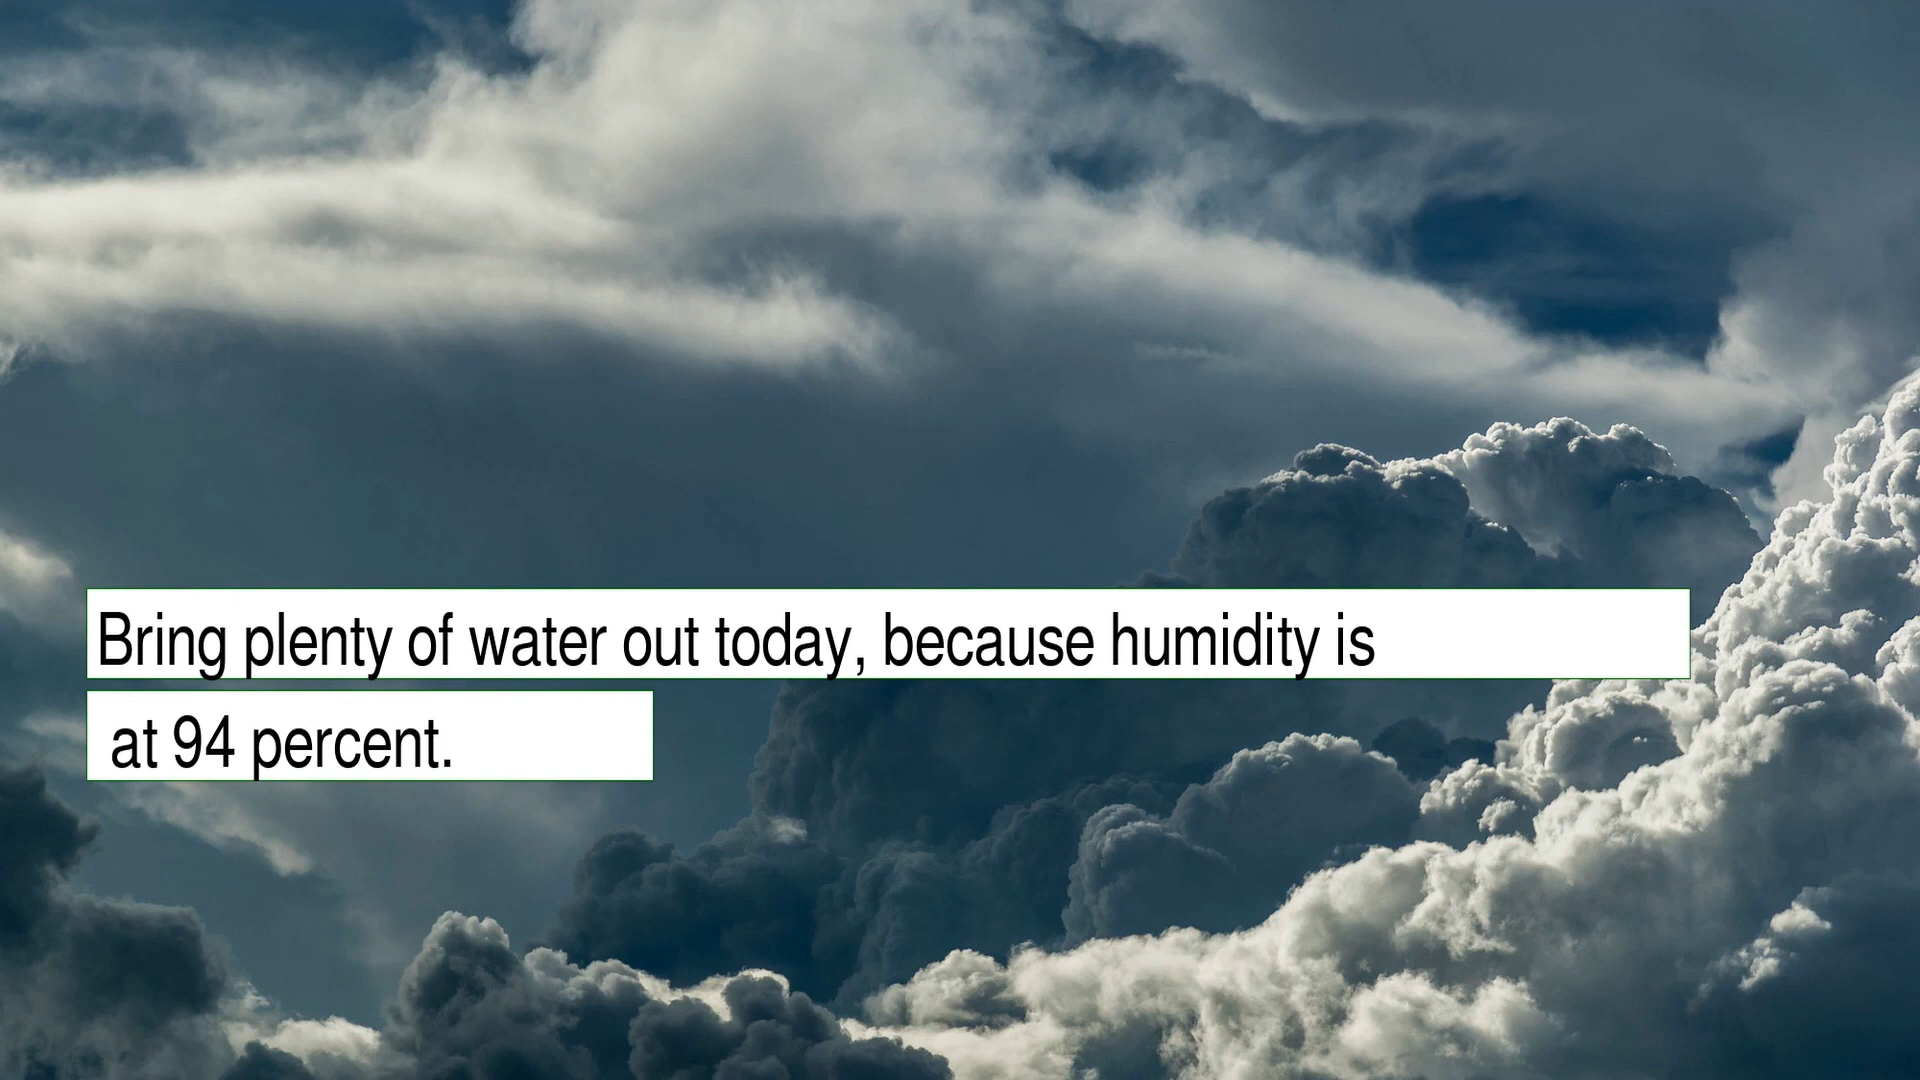 Bring plenty of water out today, because humidity is
at 94 percent.